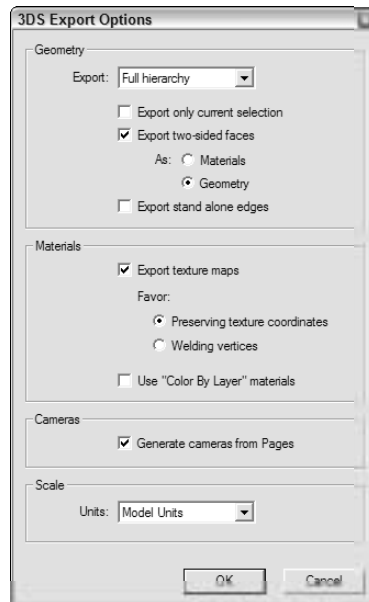 3DS Export Options
Geometry
Export: Full hierarchy
Export only current selection
Export two-sided faces
As: Materials
Geometry
Export stand alone edges
Materials
Export texture maps
Favor:
Preserving texture coordinates
Welding vertices
Use "Color By Layer" materials
Cameras
Generate cameras from Pages
Scale
Units: Model Units
OK Cancel